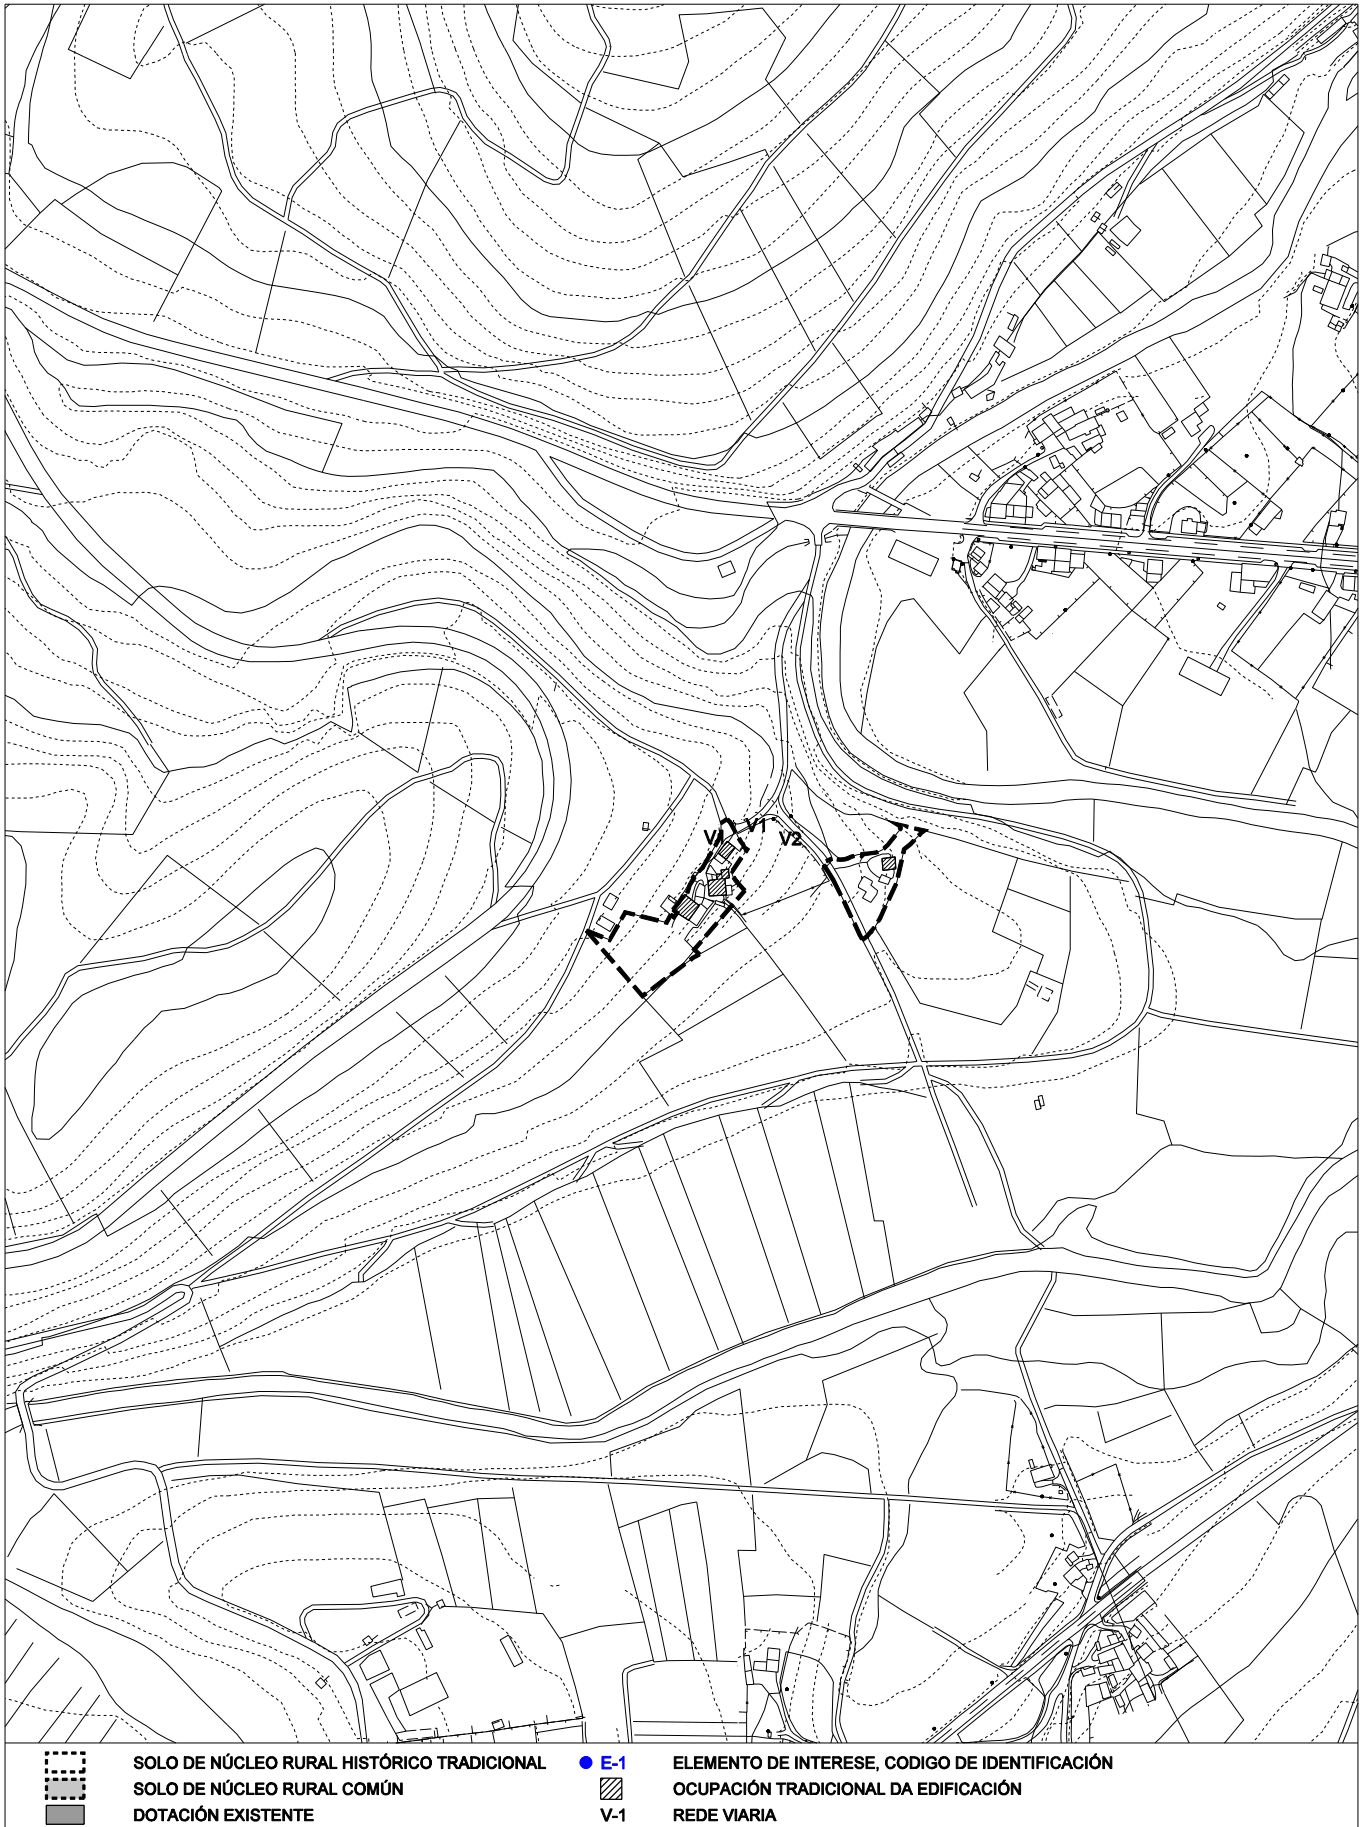 V1
V1
V2
SOLO DE NÚCLEO RURAL HISTÓRICO TRADICIONAL
SOLO DE NÚCLEO RURAL COMÚN
DOTACIÓN EXISTENTE
E-1 ELEMENTO DE INTERESE, CODIGO DE IDENTIFICACIÓN
OCUPACIÓN TRADICIONAL DA EDIFICACIÓN
V-1 REDE VIARIA